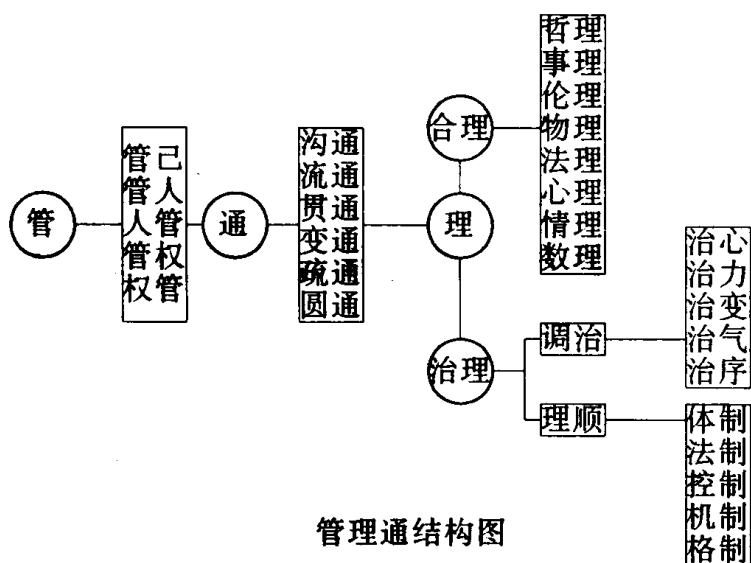 管
管己
管人
人管
管权
权管
通
沟通
流通
贯通
变通
疏通
圆通
理
合理
哲理
事理
伦理
物理
法理
心理
情理
数理
治理
调治
治心
治力
治变
治气
治序
理顺
体制
法制
控制
机制
格制
管理通结构图